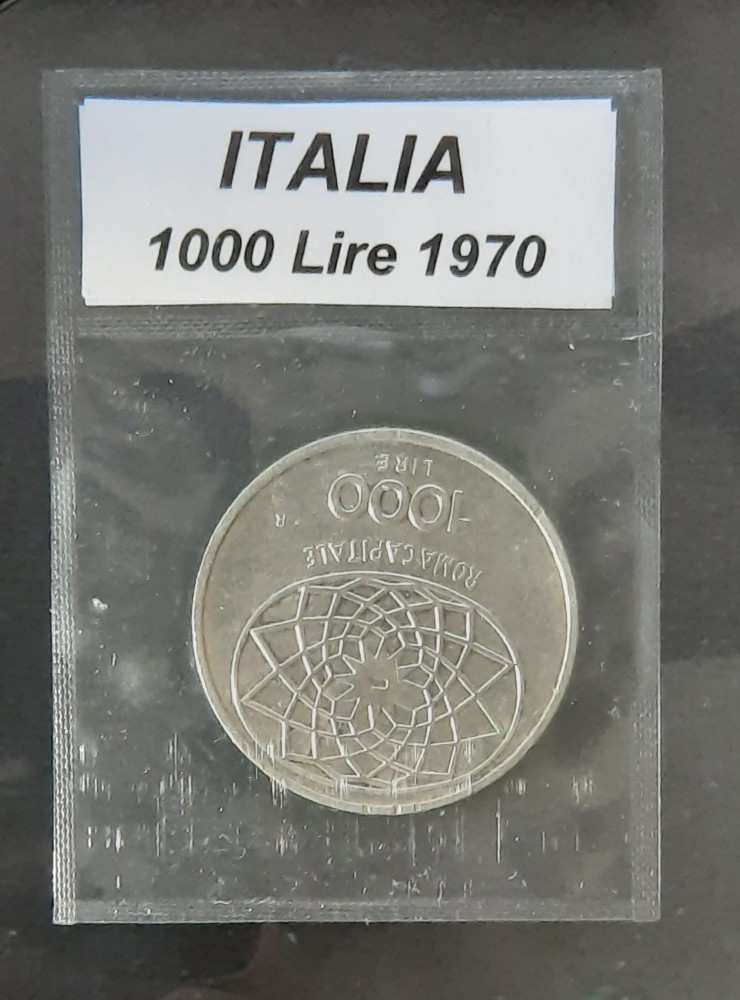 ITALIA
1000 Lire 1970
ROMA CAPITALE
R
1000
LIRE